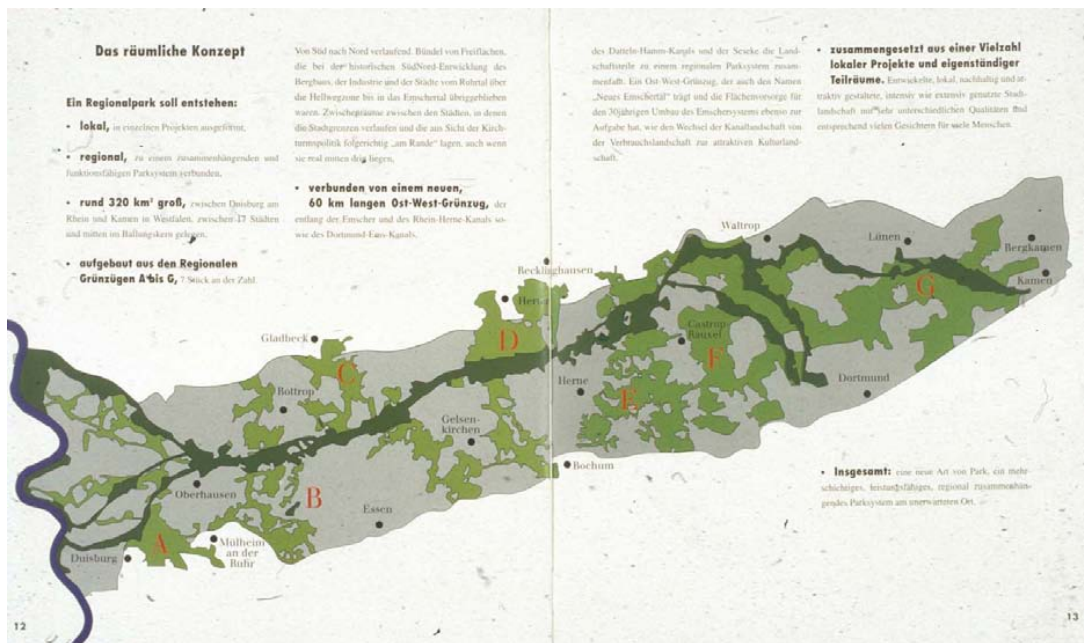 Das räumliche Konzept
Ein Regionalpark soll entstehen:
• lokal, in einzelnen Projekten ausgeformt,
• regional, zu einem zusammenhängenden und
funktionsfähigen Parksystem verbunden,
• rund 320 km² groß, zwischen Duisburg am
Rhein und Kamen in Westfalen, zwischen 17 Städten
und mitten im Ballungskern gelegen,
• aufgebaut aus den Regionalen
Grünzügen A bis G, 7 Stück an der Zahl.
Von Süd nach Nord verlaufend. Bündel von Freiflächen,
die bei der historischen SüdNord-Entwicklung des
Bergbaus, der Industrie und der Städte vom Ruhrtal über
die Hellwegzone bis in das Emschertal übriggeblieben
waren. Zwischenräume zwischen den Städten, in denen
die Stadtgrenzen verlaufen und die aus Sicht der Kirch-
turmspolitik folgerichtig „am Rande" lagen, auch wenn
sie real mitten drin liegen,
• verbunden von einem neuen,
60 km langen Ost-West-Grünzug, der
entlang der Emscher und des Rhein-Herne-Kanals so-
wie des Dortmund-Ems-Kanals,
des Datteln-Hamm-Kanals und der Seseke die Land-
schaftsteile zu einem regionalen Parksystem zusam-
menfaßt. Ein Ost-West-Grünzug, der auch den Namen
„Neues Emschertal" trägt und die Flächenvorsorge für
den 30jährigen Umbau des Emschersystems ebenso zur
Aufgabe hat, wie den Wechsel der Kanallandschaft von
der Verbrauchslandschaft zur attraktiven Kulturland-
schaft,
• zusammengesetzt aus einer Vielzahl
lokaler Projekte und eigenständiger
Teilräume. Entwickelte, lokal, nachhaltig und at-
traktiv gestaltete, intensiv wie extensiv genutzte Stadt-
landschaft mit sehr unterschiedlichen Qualitäten und
entsprechend vielen Gesichtern für viele Menschen.
Waltrop
Lünen
Bergkamen
Kamen
Recklinghausen
Herten
G
D
Castrop
Rauxel
Gladbeck
C
F
Herne
E
Dortmund
Bottrop
Gelsen-
kirchen
Bochum
Oberhausen
B
Essen
A
Mülheim
an der
Ruhr
Duisburg
• Insgesamt: eine neue Art von Park, ein mehr-
schichtiges, leistungsfähiges, regional zusammenhän-
gendes Parksystem am unerwarteten Ort.
12
13